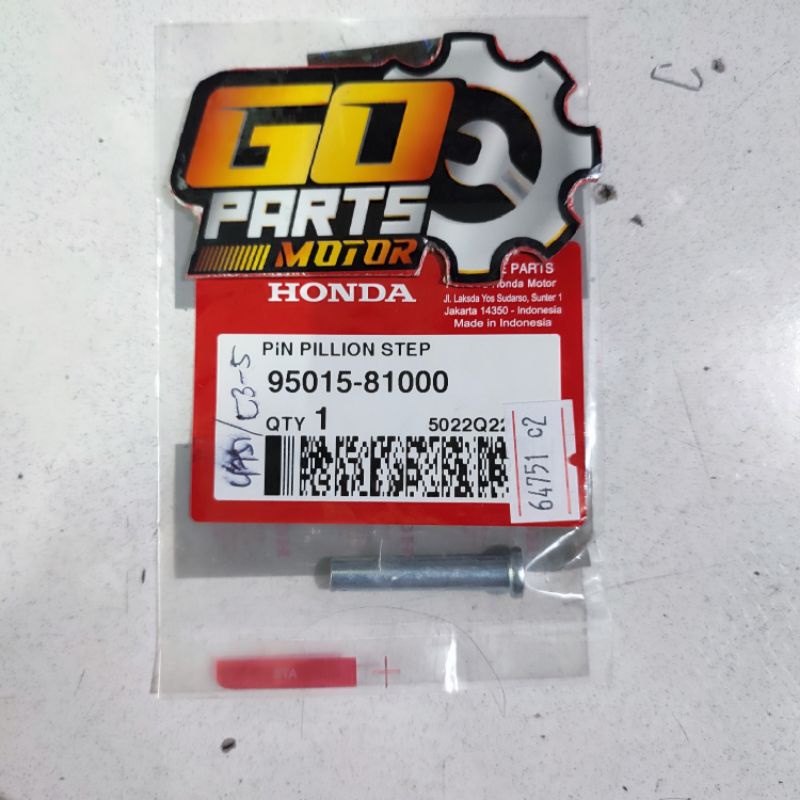 GO
PARTS
MOTOR
HONDA
PARTS
Honda Motor
Jl. Laksda Yos Sudarso, Sunter 1
Jakarta 14350 - Indonesia
Made in Indonesia
PiN PILLION STEP
95015-81000
QTY 1
5022Q22
64751 c2